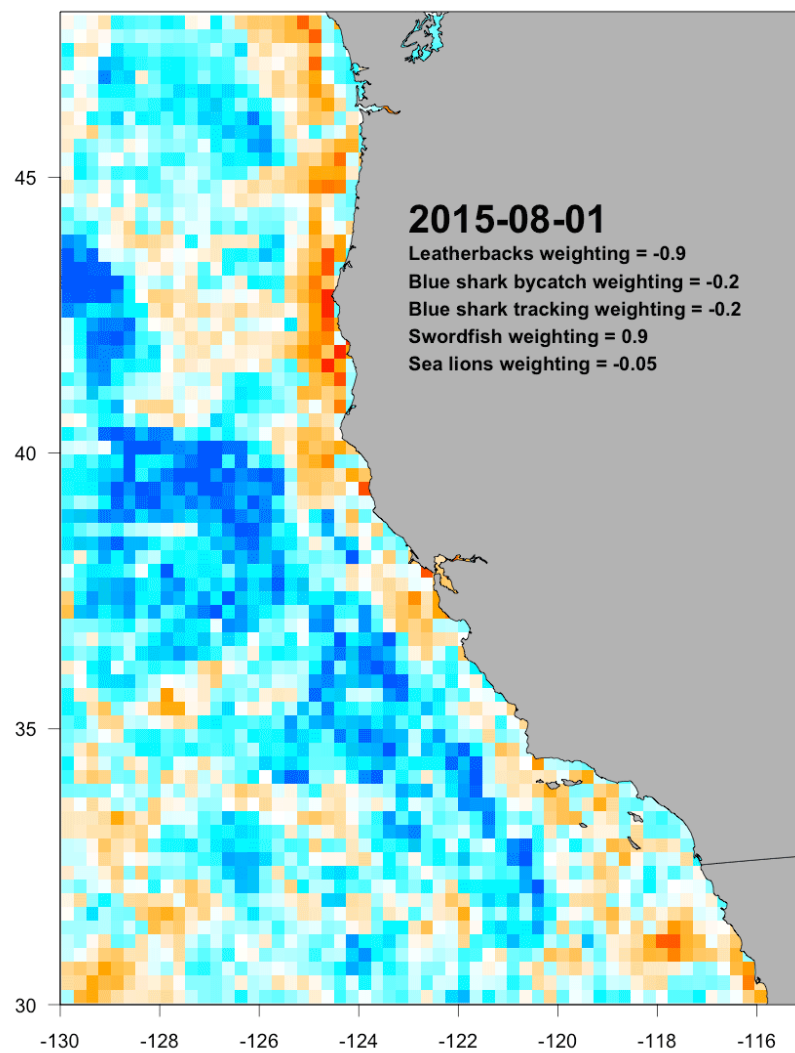 2015-08-01
Leatherbacks weighting = -0.9
Blue shark bycatch weighting = -0.2
Blue shark tracking weighting = -0.2
Swordfish weighting = 0.9
Sea lions weighting = -0.05
45
40
35
30
-130 -128 -126 -124 -122 -120 -118 -116